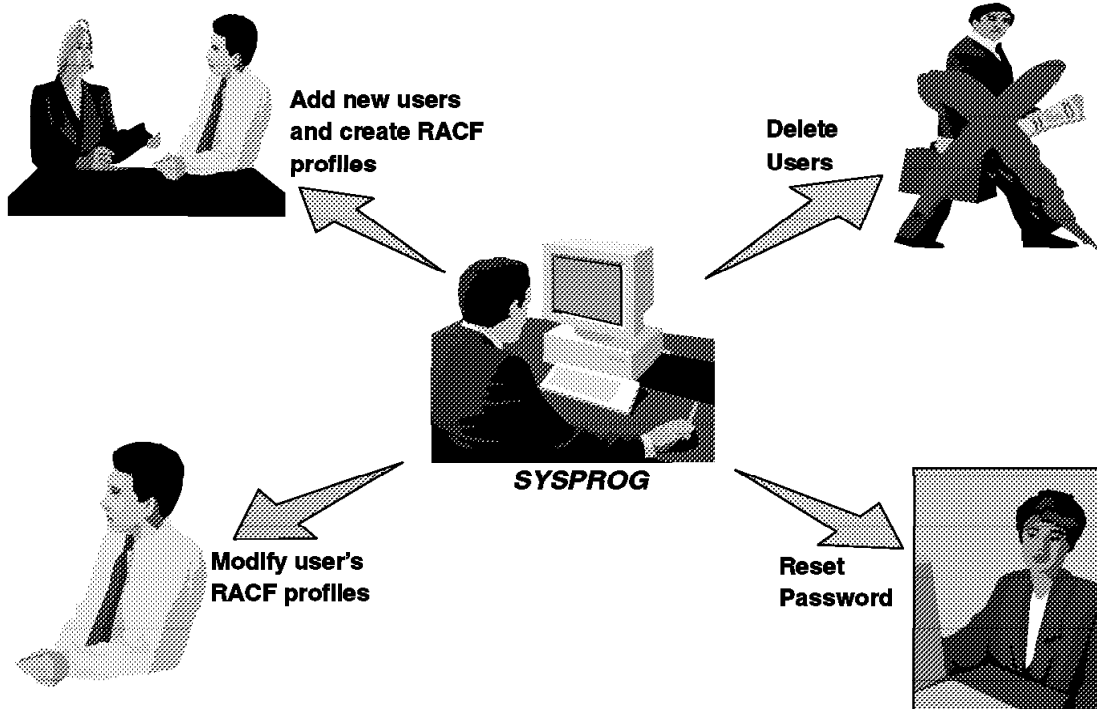 Add new users
and create RACF
profiles
Delete
Users
SYSPROG
Modify user's
RACF profiles
Reset
Password